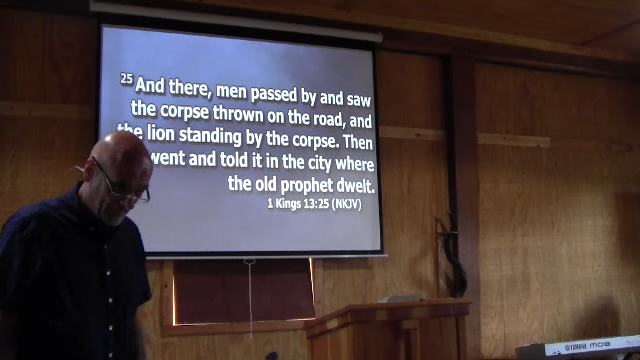 25 And there, men passed by and saw
the corpse thrown on the road, and
the lion standing by the corpse. Then
went and told it in the city where
the old prophet dwelt.
1 Kings 13:25 (NKJV)
YAMAHA